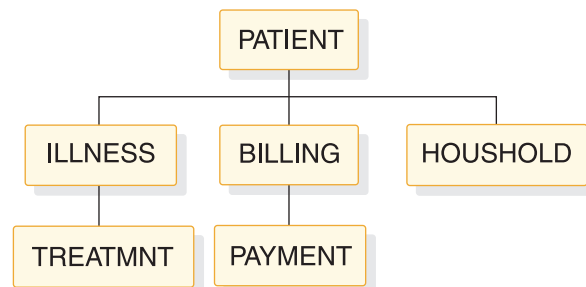 PATIENT
ILLNESS
BILLING
HOUSHOLD
TREATMNT
PAYMENT